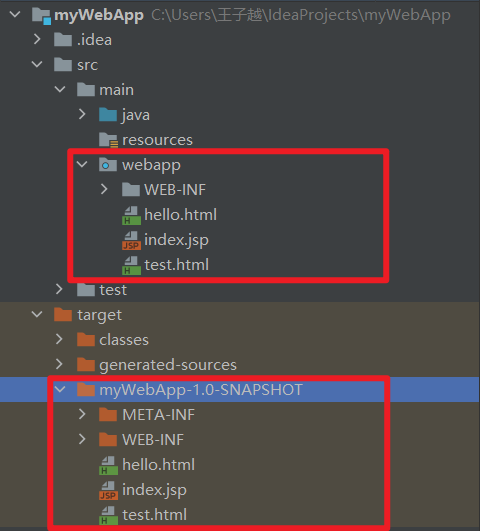 myWebApp C:\Users\王子越\IdeaProjects\myWebApp
.idea
src
main
java
resources
webapp
WEB-INF
hello.html
index.jsp
test.html
test
target
classes
generated-sources
myWebApp-1.0-SNAPSHOT
META-INF
WEB-INF
hello.html
index.jsp
test.html